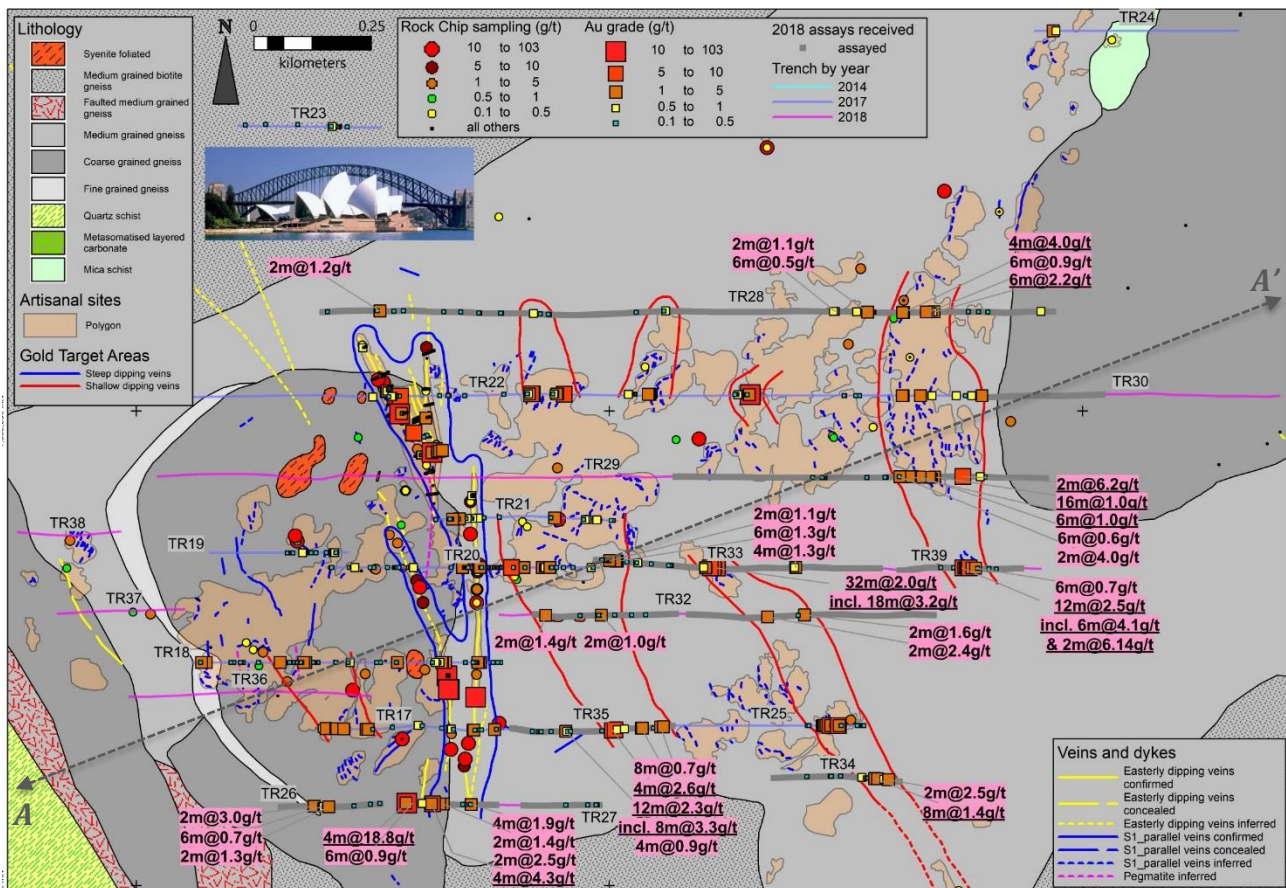 Lithology
Syenite foliated
Medium grained biotite
gneiss
Faulted medium grained
gneiss
Medium grained gneiss
Coarse grained gneiss
Fine grained gneiss
Quartz schist
Metasomatised layered
carbonate
Mica schist
Artisanal sites
Polygon
Gold Target Areas
Steep dipping veins
Shallow dipping veins
N
0 0.25
kilometers
Rock Chip sampling (g/t)
10 to 103
5 to 10
1 to 5
0.5 to 1
0.1 to 0.5
all others
Au grade (g/t)
10 to 103
5 to 10
1 to 5
0.5 to 1
0.1 to 0.5
2018 assays received
assayed
Trench by year
2014
2017
2018
TR24
TR23
2m@1.2g/t
2m@1.1g/t
6m@0.5g/t
4m@4.0g/t
6m@0.9g/t
6m@2.2g/t
TR28
A'
TR22
TR30
TR29
2m@6.2g/t
16m@1.0g/t
6m@1.0g/t
6m@0.6g/t
2m@4.0g/t
TR21
2m@1.1g/t
6m@1.3g/t
4m@1.3g/t
TR38
TR19
TR20
TR33
TR39
32m@2.0g/t
incl. 18m@3.2g/t
6m@0.7g/t
12m@2.5g/t
incl. 6m@4.1g/t
& 2m@6.14g/t
TR37
TR32
2m@1.4g/t
2m@1.0g/t
2m@1.6g/t
2m@2.4g/t
TR18
TR36
TR17
TR35
TR25
8m@0.7g/t
4m@2.6g/t
12m@2.3g/t
incl. 8m@3.3g/t
4m@0.9g/t
TR34
2m@2.5g/t
8m@1.4g/t
A
TR26
TR27
2m@3.0g/t
6m@0.7g/t
2m@1.3g/t
4m@18.8g/t
6m@0.9g/t
4m@1.9g/t
2m@1.4g/t
2m@2.5g/t
4m@4.3g/t
Veins and dykes
Easterly dipping veins
confirmed
Easterly dipping veins
concealed
Easterly dipping veins inferred
S1_parallel veins confirmed
S1_parallel veins concealed
S1_parallel veins inferred
Pegmatite inferred